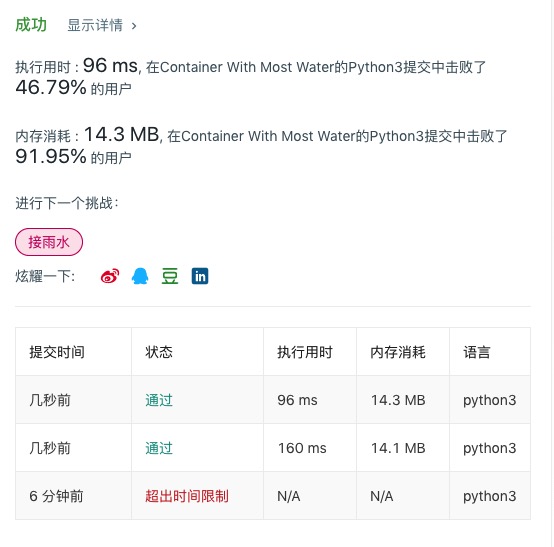 成功 显示详情 ›
执行用时 : 96 ms, 在Container With Most Water的Python3提交中击败了
46.79% 的用户
内存消耗 : 14.3 MB, 在Container With Most Water的Python3提交中击败了
91.95% 的用户
进行下一个挑战：
接雨水
炫耀一下:
豆
in
提交时间 状态 执行用时 内存消耗 语言
几秒前 通过 96 ms 14.3 MB python3
几秒前 通过 160 ms 14.1 MB python3
6 分钟前 超出时间限制 N/A N/A python3